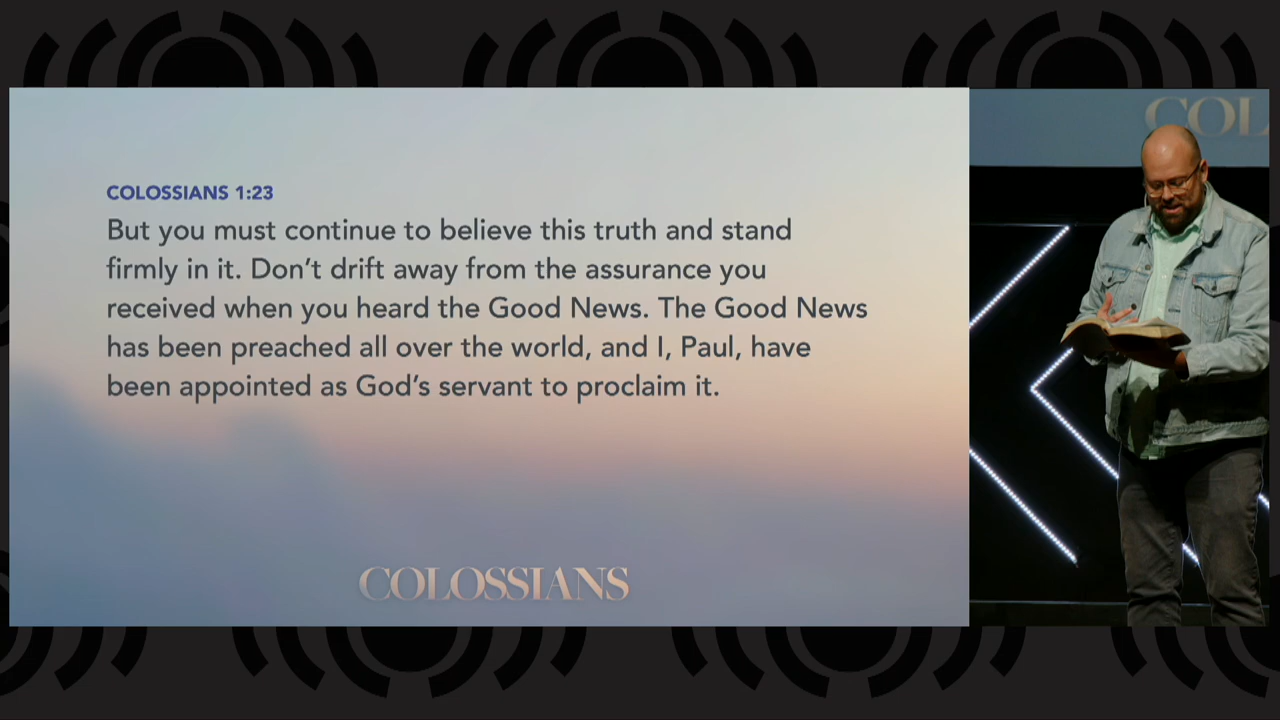 COLOSSIANS 1:23
But you must continue to believe this truth and stand
firmly in it. Don’t drift away from the assurance you
received when you heard the Good News. The Good News
has been preached all over the world, and I, Paul, have
been appointed as God’s servant to proclaim it.
COLOSSIANS
COL